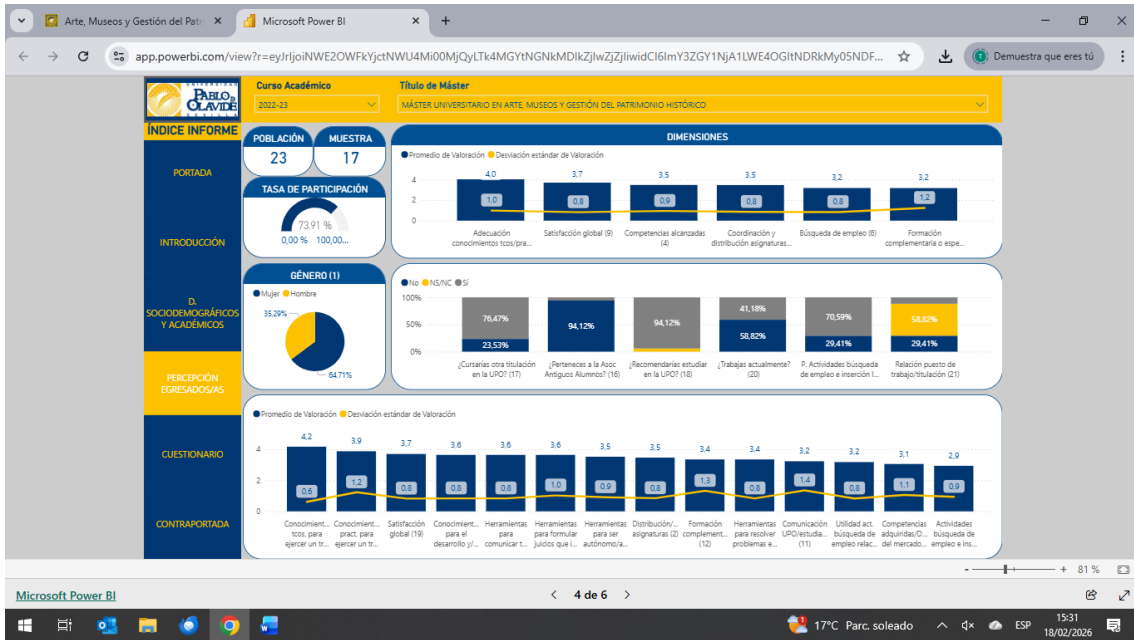 Arte, Museos y Gestión del Pat
Microsoft Power BI
Demuestra que eres tú
PABLO DE
OLAVIDE
SEVILLA
Curso Académico
2022-23
Título de Máster
MÁSTER UNIVERSITARIO EN ARTE, MUSEOS Y GESTIÓN DEL PATRIMONIO HISTÓRICO
ÍNDICE INFORME
PORTADA
INTRODUCCIÓN
D.
SOCIODEMOGRÁFICOS
Y ACADÉMICOS
PERCEPCIÓN
EGRESADOS/AS
CUESTIONARIO
CONTRAPORTADA
POBLACIÓN
23
MUESTRA
17
TASA DE PARTICIPACIÓN
73,91 %
0,00 % 100,00...
DIMENSIONES
Promedio de Valoración Desviación estándar de Valoración
4
2
0
4,0 3,7 3,5 3,5 3,2 3,2
1,0 0,8 0,9 0,8 0,8 1,2
Adecuación
conocimientos tcos/pra...
Satisfacción global (9)
Competencias alcanzadas
(4)
Coordinación y
distribución asignaturas...
Búsqueda de empleo (6)
Formación
complementaria o espe...
GÉNERO (1)
Mujer Hombre
35,29%
64,71%
No NS/NC Sí
100%
50%
0%
76,47%
23,53%
94,12%
94,12%
41,18%
58,82%
70,59%
29,41%
58,82%
29,41%
¿Cursarías otra titulación
en la UPO? (17)
¿Perteneces a la Asoc
Antiguos Alumnos? (16)
¿Recomendarías estudiar
en la UPO? (18)
¿Trabajas actualmente?
(20)
P. Actividades búsqueda
de empleo e inserción l...
Relación puesto de
trabajo/titulación (21)
Promedio de Valoración Desviación estándar de Valoración
4
2
0
4,2 3,9 3,7 3,6 3,6 3,6 3,5 3,5 3,4 3,4 3,2 3,2 3,1 2,9
0,6 1,2 0,8 0,8 0,8 1,0 0,9 0,8 1,3 0,8 1,4 0,8 1,1 0,9
Conocimient...
tcos. para
ejercer un tr...
Conocimient...
pract. para
ejercer un tr...
Satisfacción
global (19)
Conocimient...
para el
desarrollo y/...
Herramientas
para
comunicar t...
Herramientas
para formular
juicios que i...
Herramientas
para ser
autónomo/a...
Distribución/...
asignaturas (2)
Formación
complement...
(12)
Herramientas
para resolver
problemas e...
Comunicación
UPO/estudia...
(11)
Utilidad act.
búsqueda de
empleo relac...
Competencias
adquiridas/D...
del mercado...
Actividades
búsqueda de
empleo e ins...
- + 81 %
Microsoft Power BI
4 de 6
17°C Parc. soleado
ESP
15:31
18/02/2026